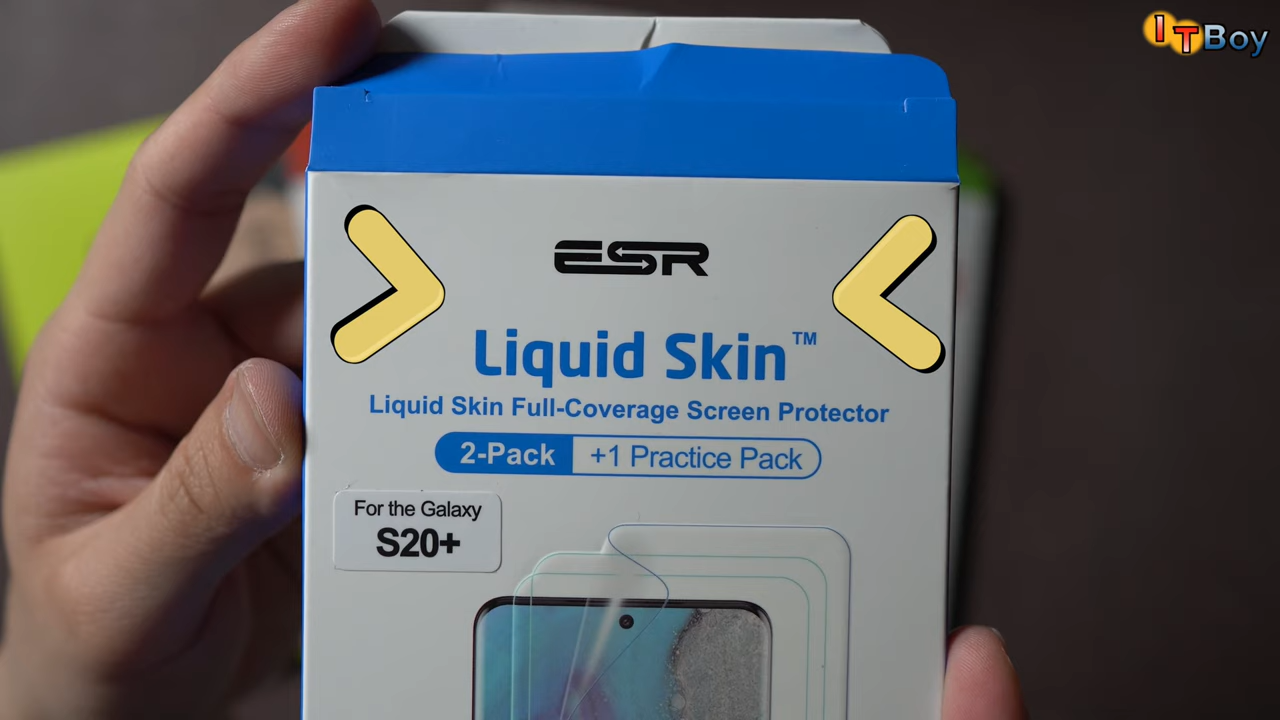 ITBoy
ESR
Liquid Skin™
Liquid Skin Full-Coverage Screen Protector
2-Pack +1 Practice Pack
For the Galaxy
S20+